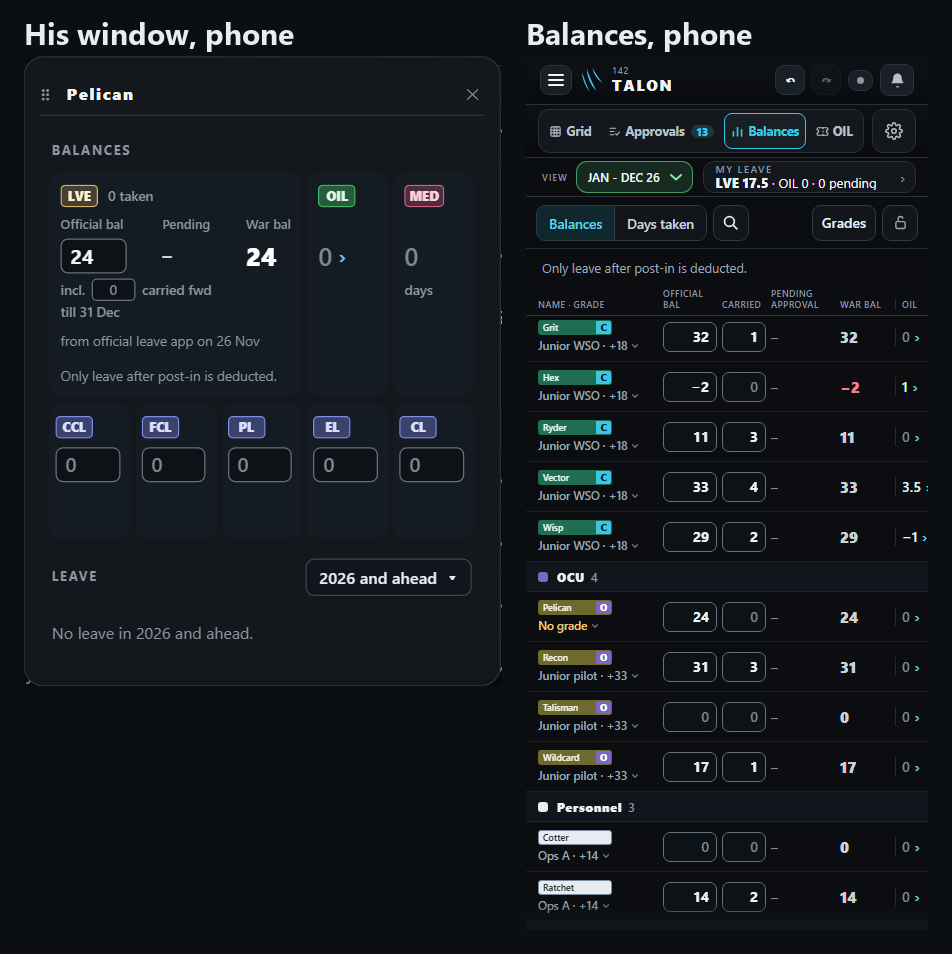 His window, phone
Pelican
BALANCES
LVE 0 taken
OIL
MED
Official bal Pending War bal
24 – 24
0 ›
0
incl. 0 carried fwd
days
till 31 Dec
from official leave app on 26 Nov
Only leave after post-in is deducted.
CCL FCL PL EL CL
0 0 0 0 0
LEAVE
2026 and ahead
No leave in 2026 and ahead.
Balances, phone
142
TALON
Grid Approvals 13 Balances OIL
VIEW JAN - DEC 26
MY LEAVE
LVE 17.5 · OIL 0 · 0 pending ›
Balances Days taken Grades
Only leave after post-in is deducted.
NAME · GRADE OFFICIAL BAL CARRIED PENDING APPROVAL WAR BAL OIL
Grit C
Junior WSO · +18
32 1 – 32 0 ›
Hex C
Junior WSO · +18
−2 0 – −2 1 ›
Ryder C
Junior WSO · +18
11 3 – 11 0 ›
Vector C
Junior WSO · +18
33 4 – 33 3.5 ›
Wisp C
Junior WSO · +18
29 2 – 29 −1 ›
OCU 4
Pelican O
No grade
24 0 – 24 0 ›
Recon O
Junior pilot · +33
31 3 – 31 0 ›
Talisman O
Junior pilot · +33
0 0 – 0 0 ›
Wildcard O
Junior pilot · +33
17 1 – 17 0 ›
Personnel 3
Cotter
Ops A · +14
0 0 – 0 0 ›
Ratchet
Ops A · +14
14 2 – 14 0 ›